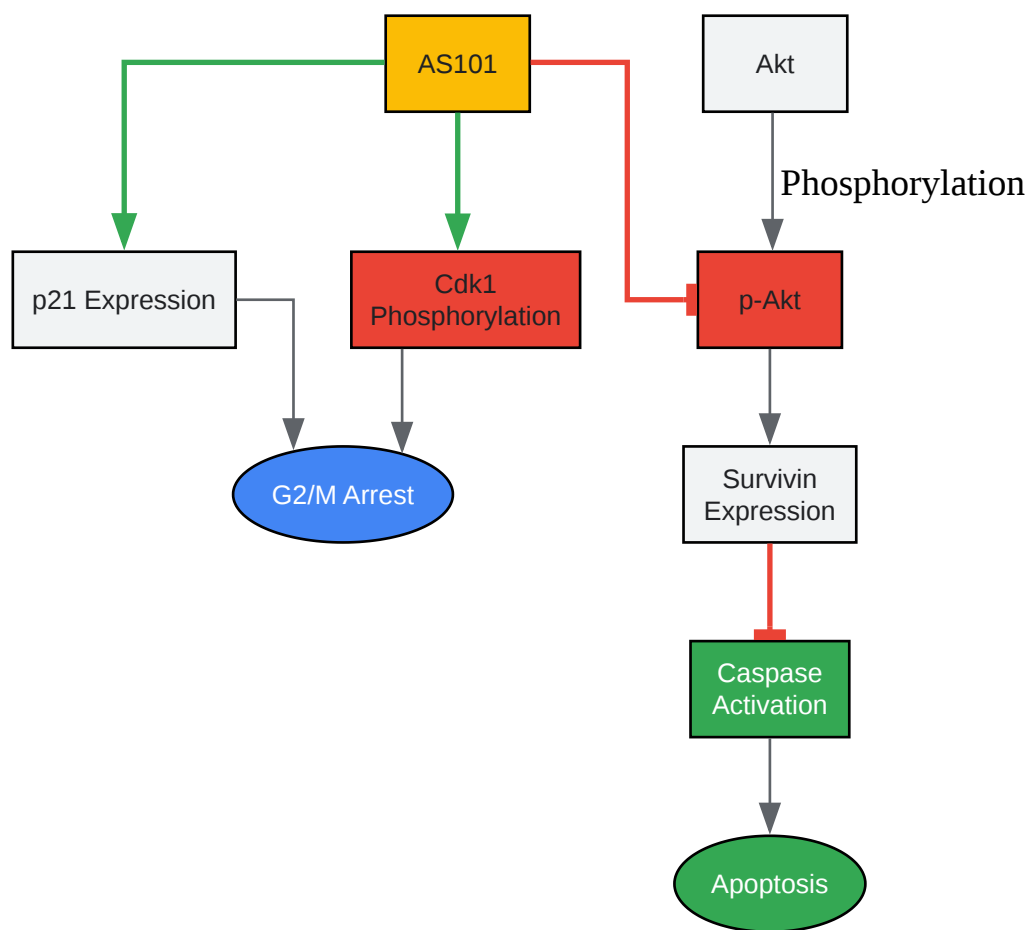 AS101
Akt
Phosphorylation
p21 Expression
Cdk1
Phosphorylation
p-Akt
G2/M Arrest
Survivin
Expression
Caspase
Activation
Apoptosis